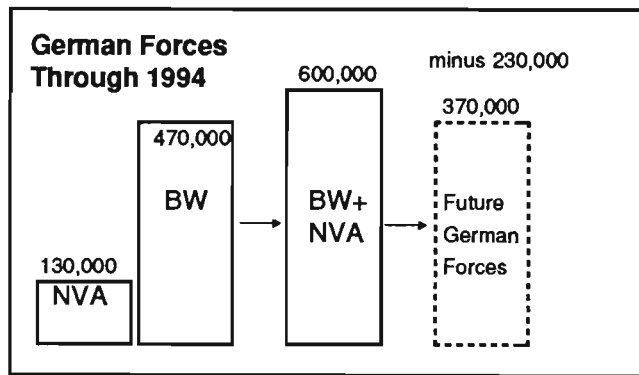 German Forces
Through 1994
130,000
NVA
470,000
BW
600,000
BW+
NVA
minus 230,000
370,000
Future
German
Forces